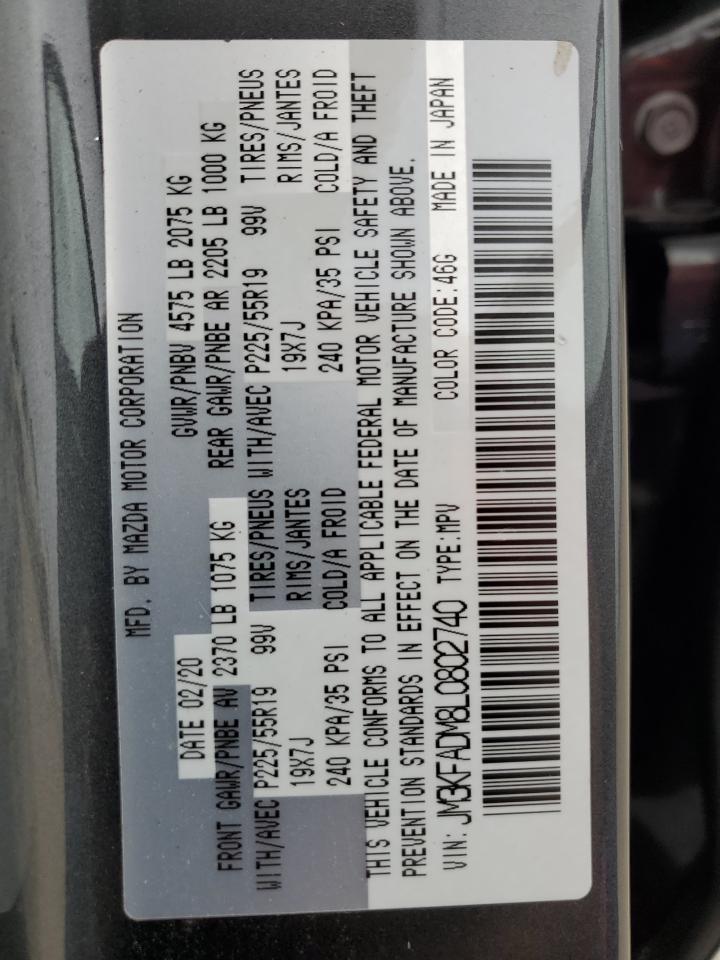 MFD. BY MAZDA MOTOR CORPORATION
DATE 02/20 GVWR/PNBV 4575 LB 2075 KG
FRONT GAWR/PNBE AV 2370 LB 1075 KG REAR GAWR/PNBE AR 2205 LB 1000 KG
WITH/AVEC P225/55R19 99V TIRES/PNEUS WITH/AVEC P225/55R19 99V TIRES/PNEUS
19X7J RIMS/JANTES 19X7J RIMS/JANTES
240 KPA/35 PSI COLD/A FROID 240 KPA/35 PSI COLD/A FROID
THIS VEHICLE CONFORMS TO ALL APPLICABLE FEDERAL MOTOR VEHICLE SAFETY AND THEFT
PREVENTION STANDARDS IN EFFECT ON THE DATE OF MANUFACTURE SHOWN ABOVE.
VIN: JM3KFADM8L0802740 TYPE:MPV COLOR CODE:46G MADE IN JAPAN